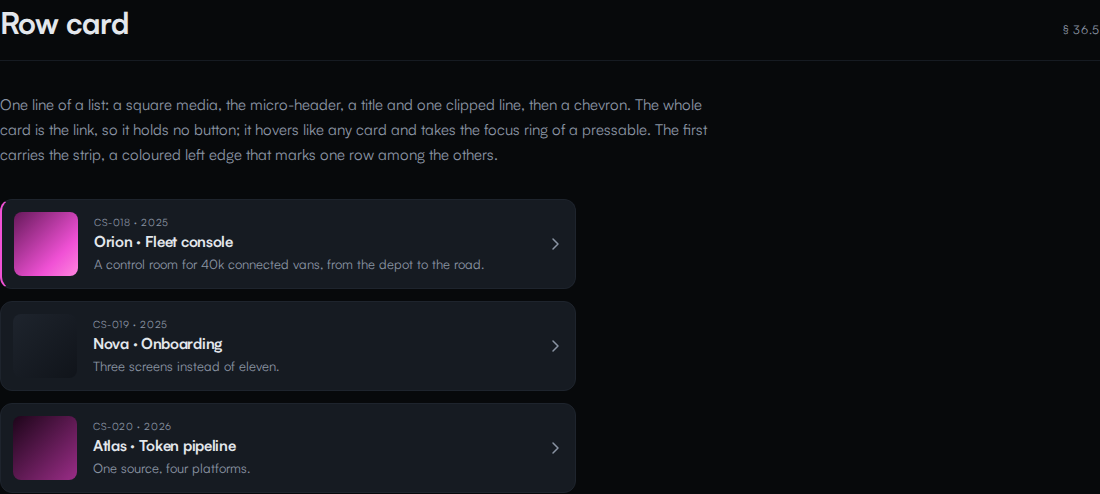 Row card
§ 36.5
One line of a list: a square media, the micro-header, a title and one clipped line, then a chevron. The whole
card is the link, so it holds no button; it hovers like any card and takes the focus ring of a pressable. The first
carries the strip, a coloured left edge that marks one row among the others.
CS-018 · 2025
Orion · Fleet console
A control room for 40k connected vans, from the depot to the road.
CS-019 · 2025
Nova · Onboarding
Three screens instead of eleven.
CS-020 · 2026
Atlas · Token pipeline
One source, four platforms.